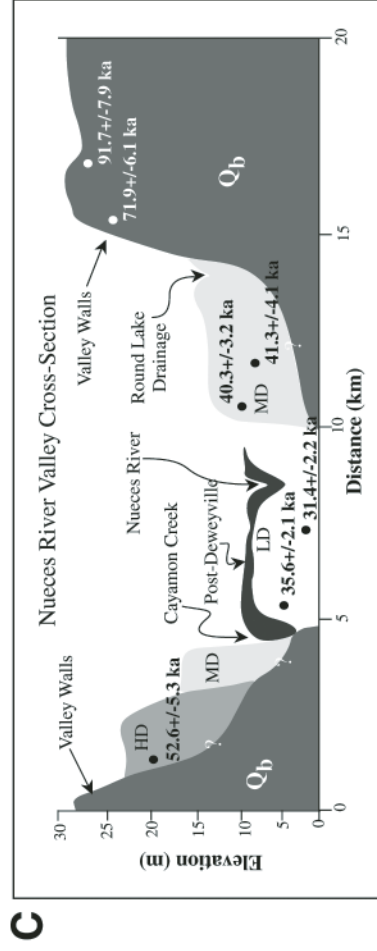 C
Nueces River Valley Cross-Section
Valley Walls
HD
52.6+/-5.3 ka
MD
Cayamon Creek
Post-Deweyville
Nueces River
LD
35.6+/-2.1 ka
31.4+/-2.2 ka
Round Lake
Drainage
40.3+/-3.2 ka
MD
41.3+/-4.1 ka
Valley Walls
91.7+/-7.9 ka
71.9+/-6.1 ka
Qb
Qb
?
?
?
Elevation (m)
30
25
20
15
10
5
0
0
5
10
15
20
Distance (km)